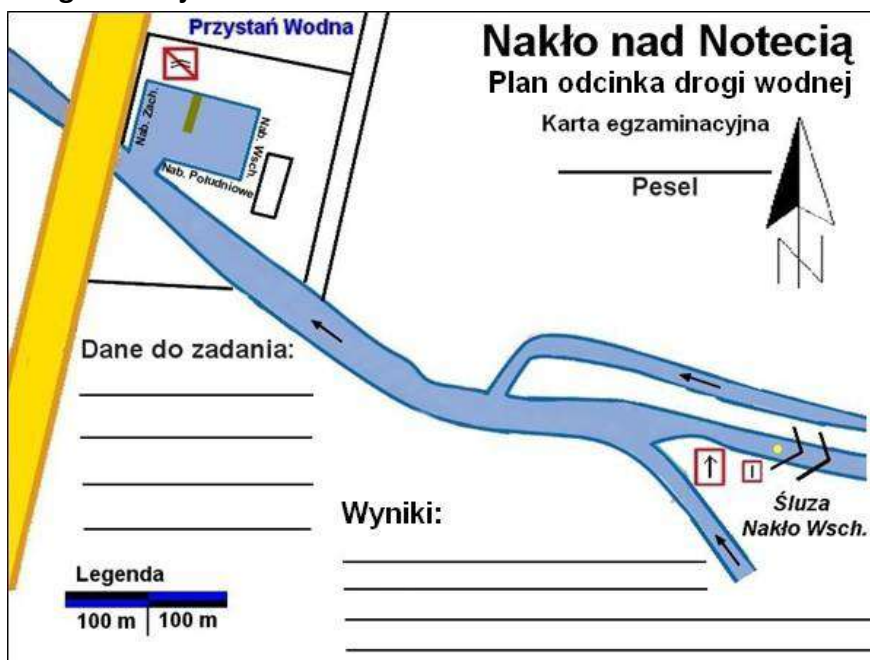 Przystań Wodna
Nakło nad Notecią
Plan odcinka drogi wodnej
Karta egzaminacyjna
Pesel
N
Nab. Zach.
Nab. Wsch.
Nab. Południowe
Dane do zadania:
Wyniki:
Śluza
Nakło Wsch.
Legenda
100 m | 100 m